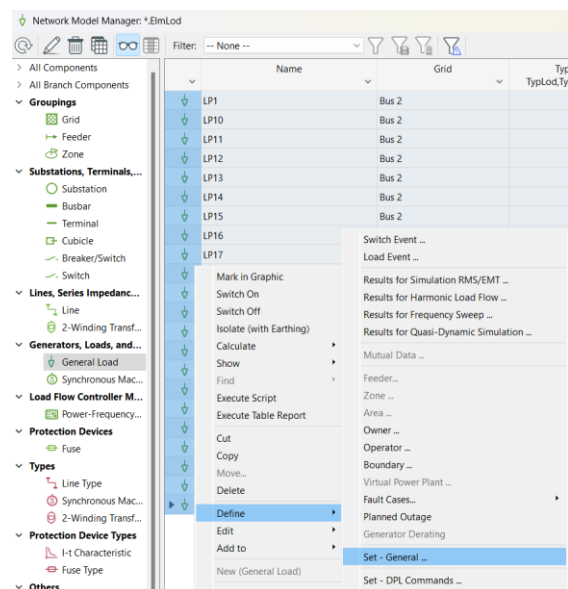 Network Model Manager: *.ElmLod
Filter: -- None --
All Components
All Branch Components
Groupings
Grid
Feeder
Zone
Substations, Terminals,...
Substation
Busbar
Terminal
Cubicle
Breaker/Switch
Switch
Lines, Series Impedanc...
Line
2-Winding Transf...
Generators, Loads, and...
General Load
Synchronous Mac...
Load Flow Controller M...
Power-Frequency...
Protection Devices
Fuse
Types
Line Type
Synchronous Mac...
2-Winding Transf...
Protection Device Types
I-t Characteristic
Fuse Type
Others
Name Grid Typ
TypLod,Ty
LP1 Bus 2
LP10 Bus 2
LP11 Bus 2
LP12 Bus 2
LP13 Bus 2
LP14 Bus 2
LP15 Bus 2
LP16
LP17
Mark in Graphic
Switch On
Switch Off
Isolate (with Earthing)
Calculate
Show
Find
Execute Script
Execute Table Report
Cut
Copy
Move...
Delete
Define
Edit
Add to
New (General Load)
Switch Event ...
Load Event ...
Results for Simulation RMS/EMT ...
Results for Harmonic Load Flow ...
Results for Frequency Sweep ...
Results for Quasi-Dynamic Simulation ...
Mutual Data ...
Feeder...
Zone ...
Area ...
Owner ...
Operator ...
Boundary ...
Virtual Power Plant ...
Fault Cases...
Planned Outage
Generator Derating
Set - General ...
Set - DPL Commands ...